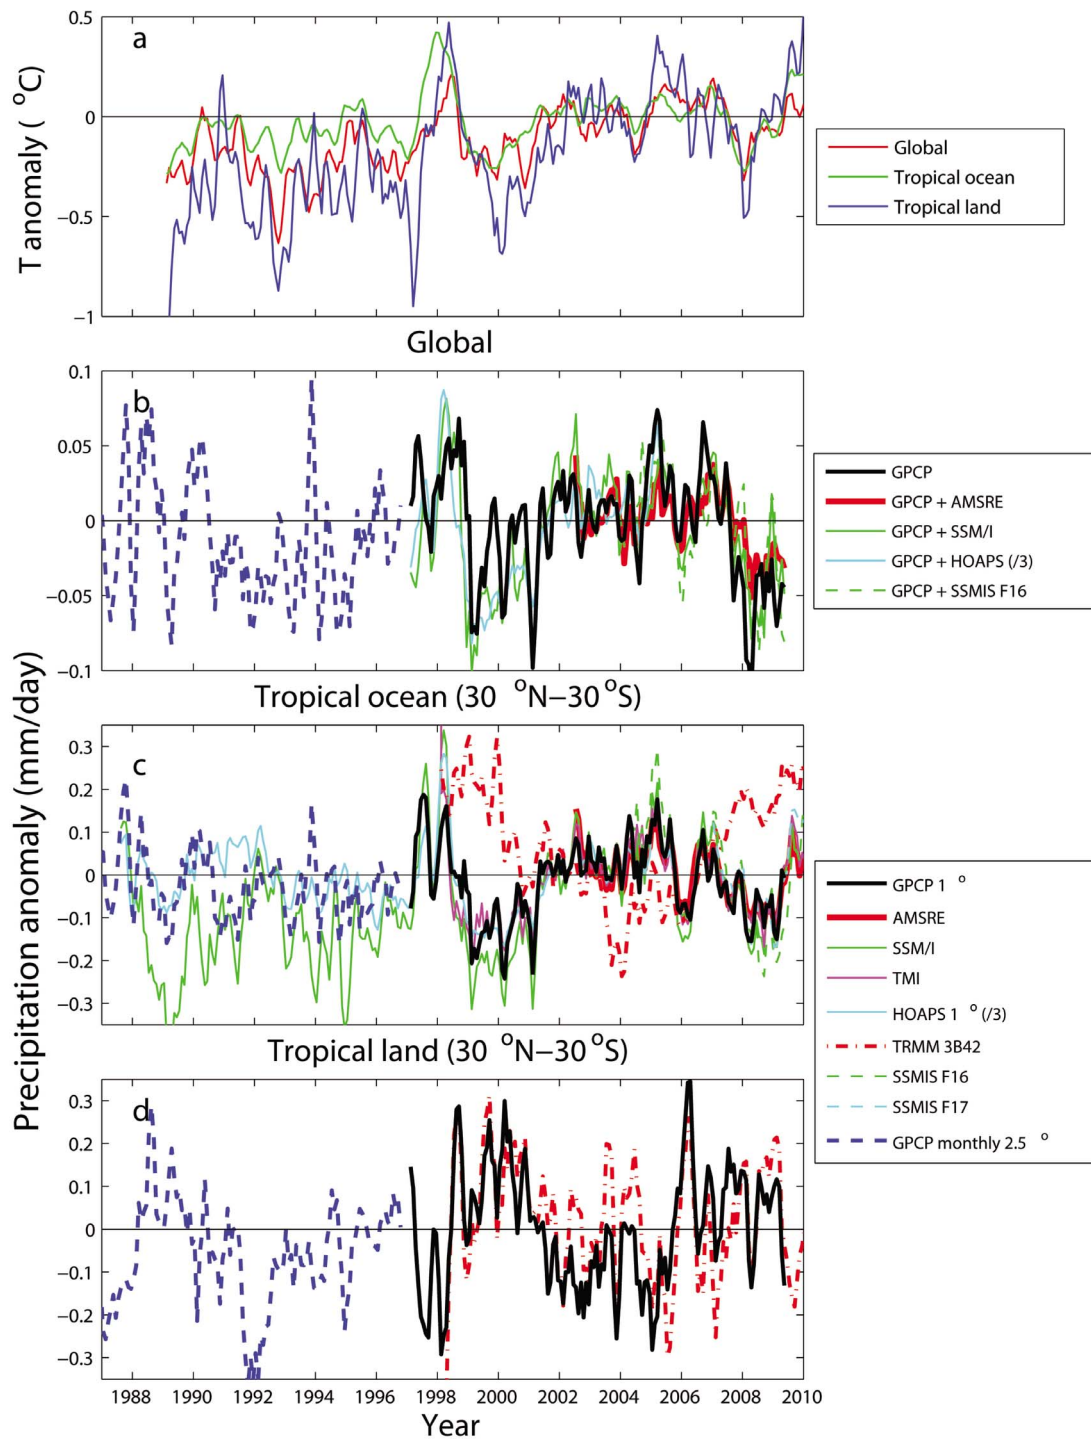 a
0.5
0
−0.5
−1
T anomaly ( °C)
Global
Tropical ocean
Tropical land
Global
b
0.1
0.05
0
−0.05
−0.1
GPCP
GPCP + AMSRE
GPCP + SSM/I
GPCP + HOAPS (/3)
GPCP + SSMIS F16
Precipitation anomaly (mm/day)
Tropical ocean (30 °N−30°S)
c
0.3
0.2
0.1
0
−0.1
−0.2
−0.3
GPCP 1 °
AMSRE
SSM/I
TMI
HOAPS 1 ° (/3)
TRMM 3B42
SSMIS F16
SSMIS F17
GPCP monthly 2.5 °
Tropical land (30 °N−30°S)
d
0.3
0.2
0.1
0
−0.1
−0.2
−0.3
1988 1990 1992 1994 1996 1998 2000 2002 2004 2006 2008 2010
Year